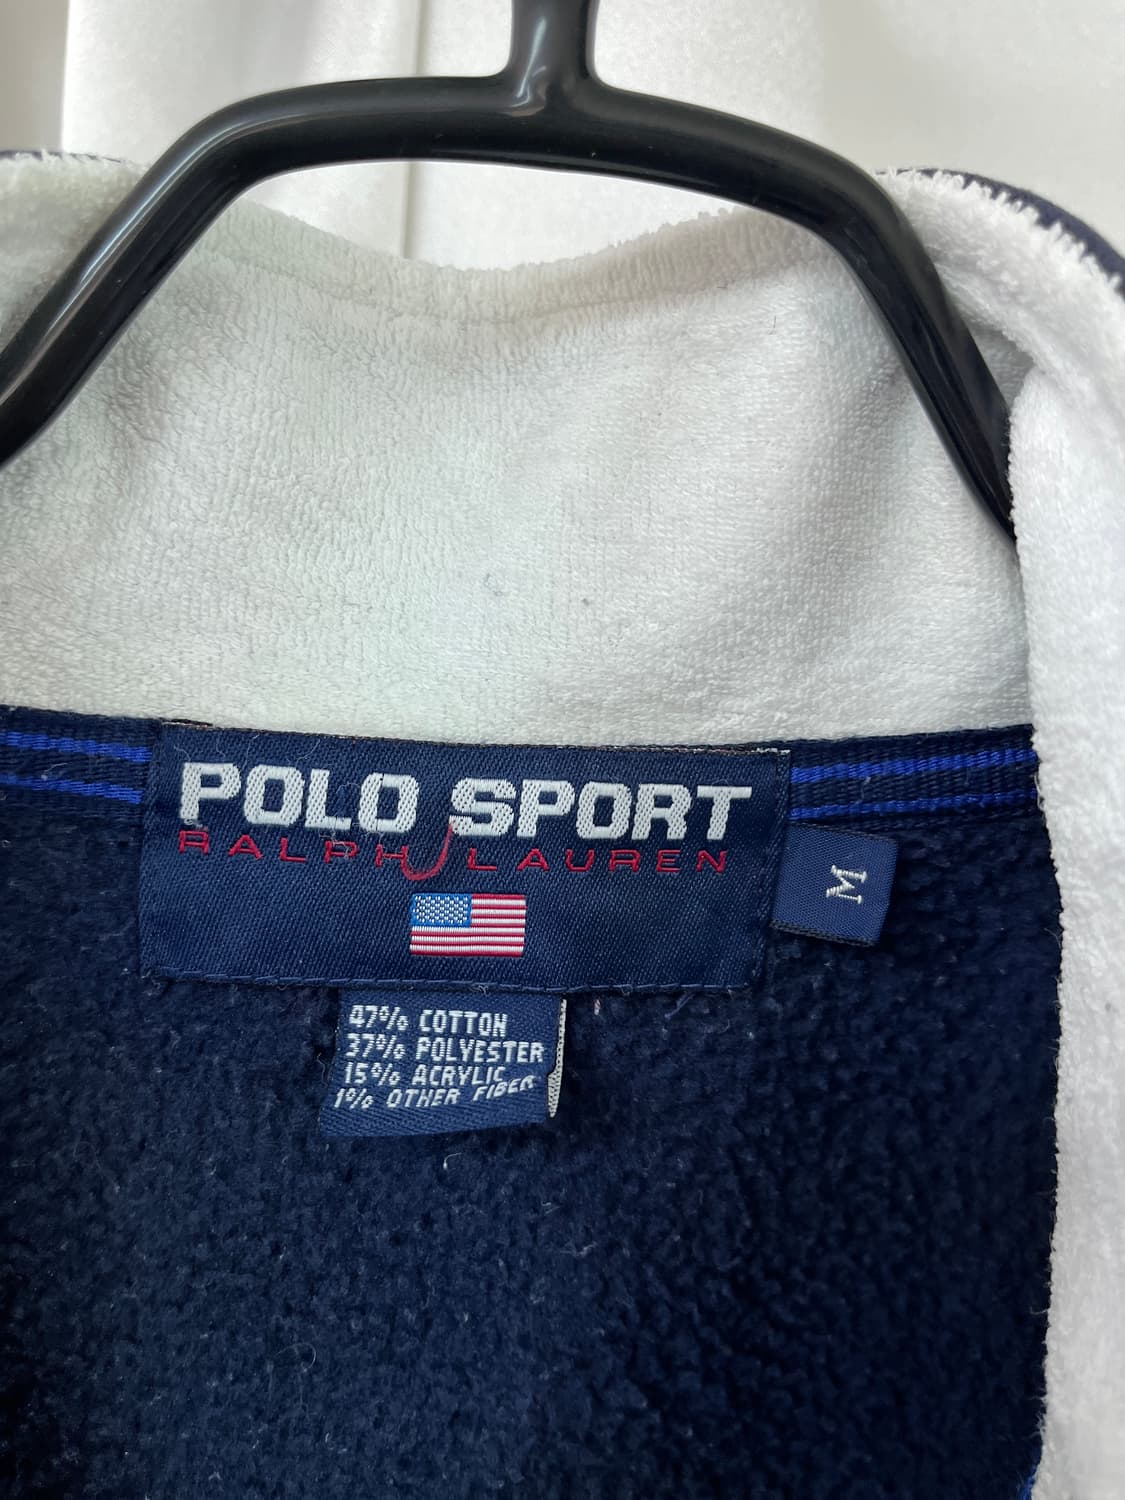 POLO SPORT
RALPH LAUREN
M
47% COTTON
37% POLYESTER
15% ACRYLIC
1% OTHER FIBER